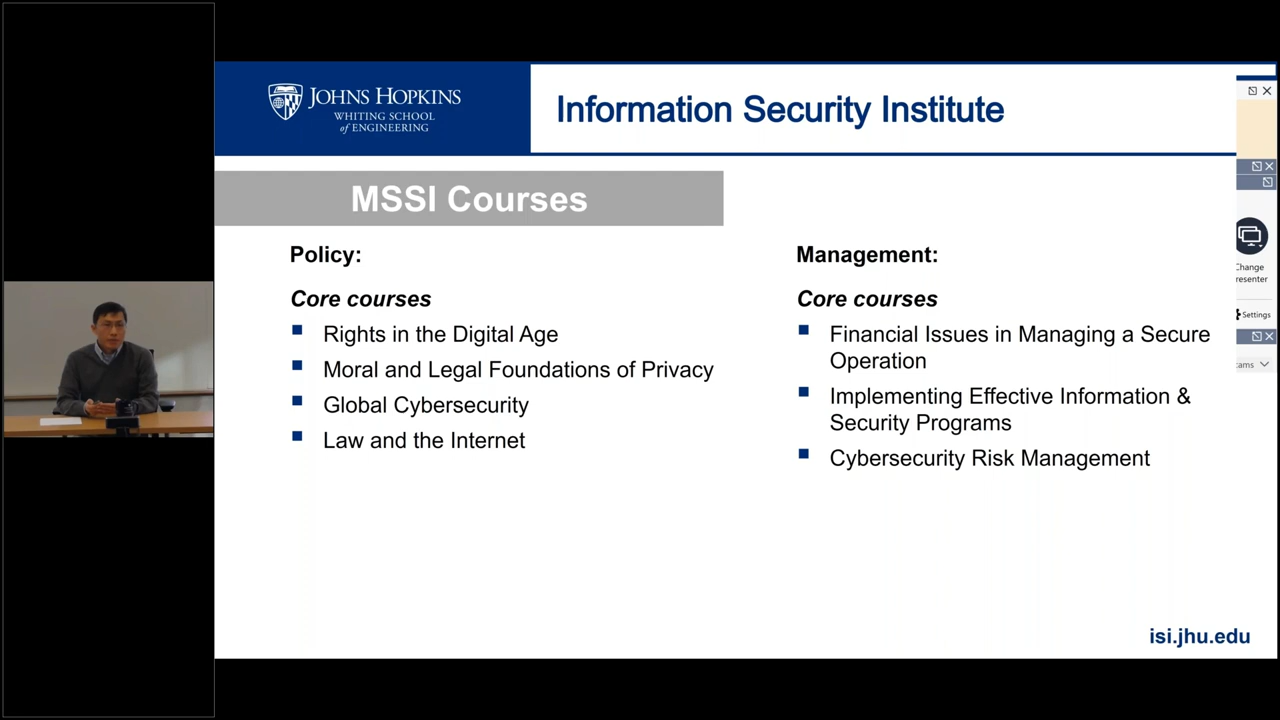 JOHNS HOPKINS
WHITING SCHOOL
of ENGINEERING
Information Security Institute
MSSI Courses
Policy:
Core courses
Rights in the Digital Age
Moral and Legal Foundations of Privacy
Global Cybersecurity
Law and the Internet
Management:
Core courses
Financial Issues in Managing a Secure
Operation
Implementing Effective Information &
Security Programs
Cybersecurity Risk Management
isi.jhu.edu
Change
resenter
Settings